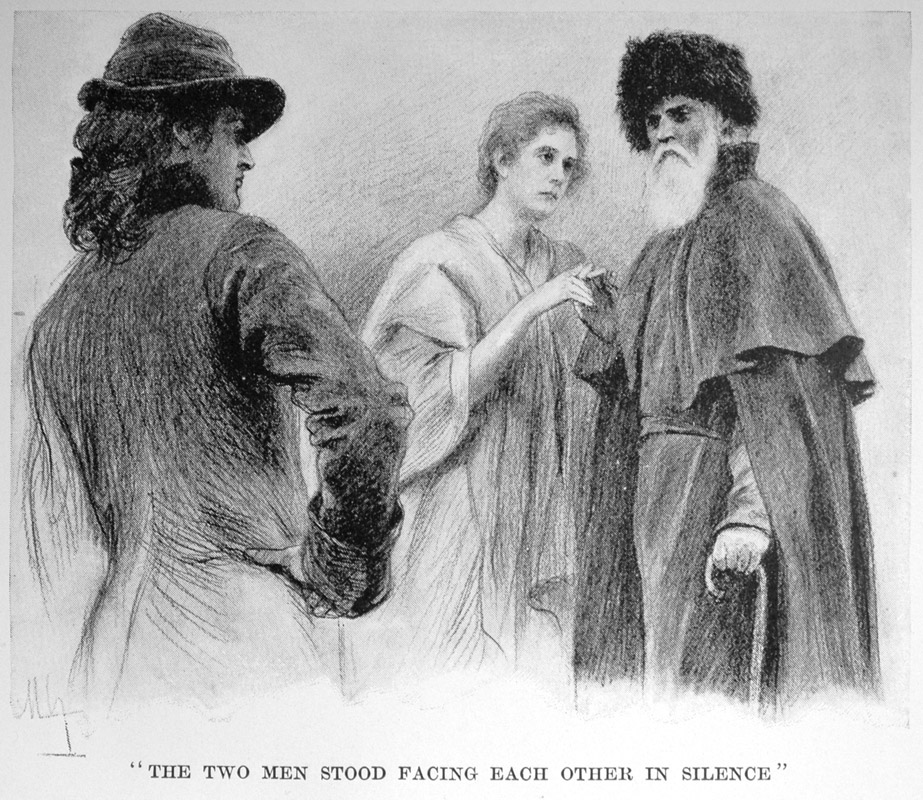 “THE TWO MEN STOOD FACING EACH OTHER IN SILENCE”